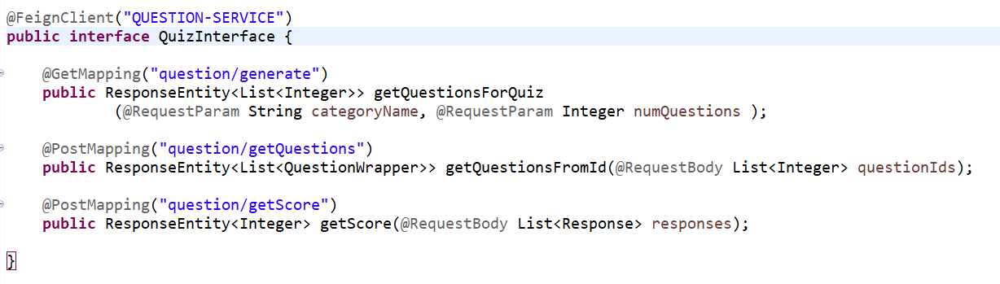 @FeignClient("QUESTION-SERVICE")
public interface QuizInterface {
@GetMapping("question/generate")
public ResponseEntity<List<Integer>> getQuestionsForQuiz
(@RequestParam String categoryName, @RequestParam Integer numQuestions );
@PostMapping("question/getQuestions")
public ResponseEntity<List<QuestionWrapper>> getQuestionsFromId(@RequestBody List<Integer> questionIds);
@PostMapping("question/getScore")
public ResponseEntity<Integer> getScore(@RequestBody List<Response> responses);
}